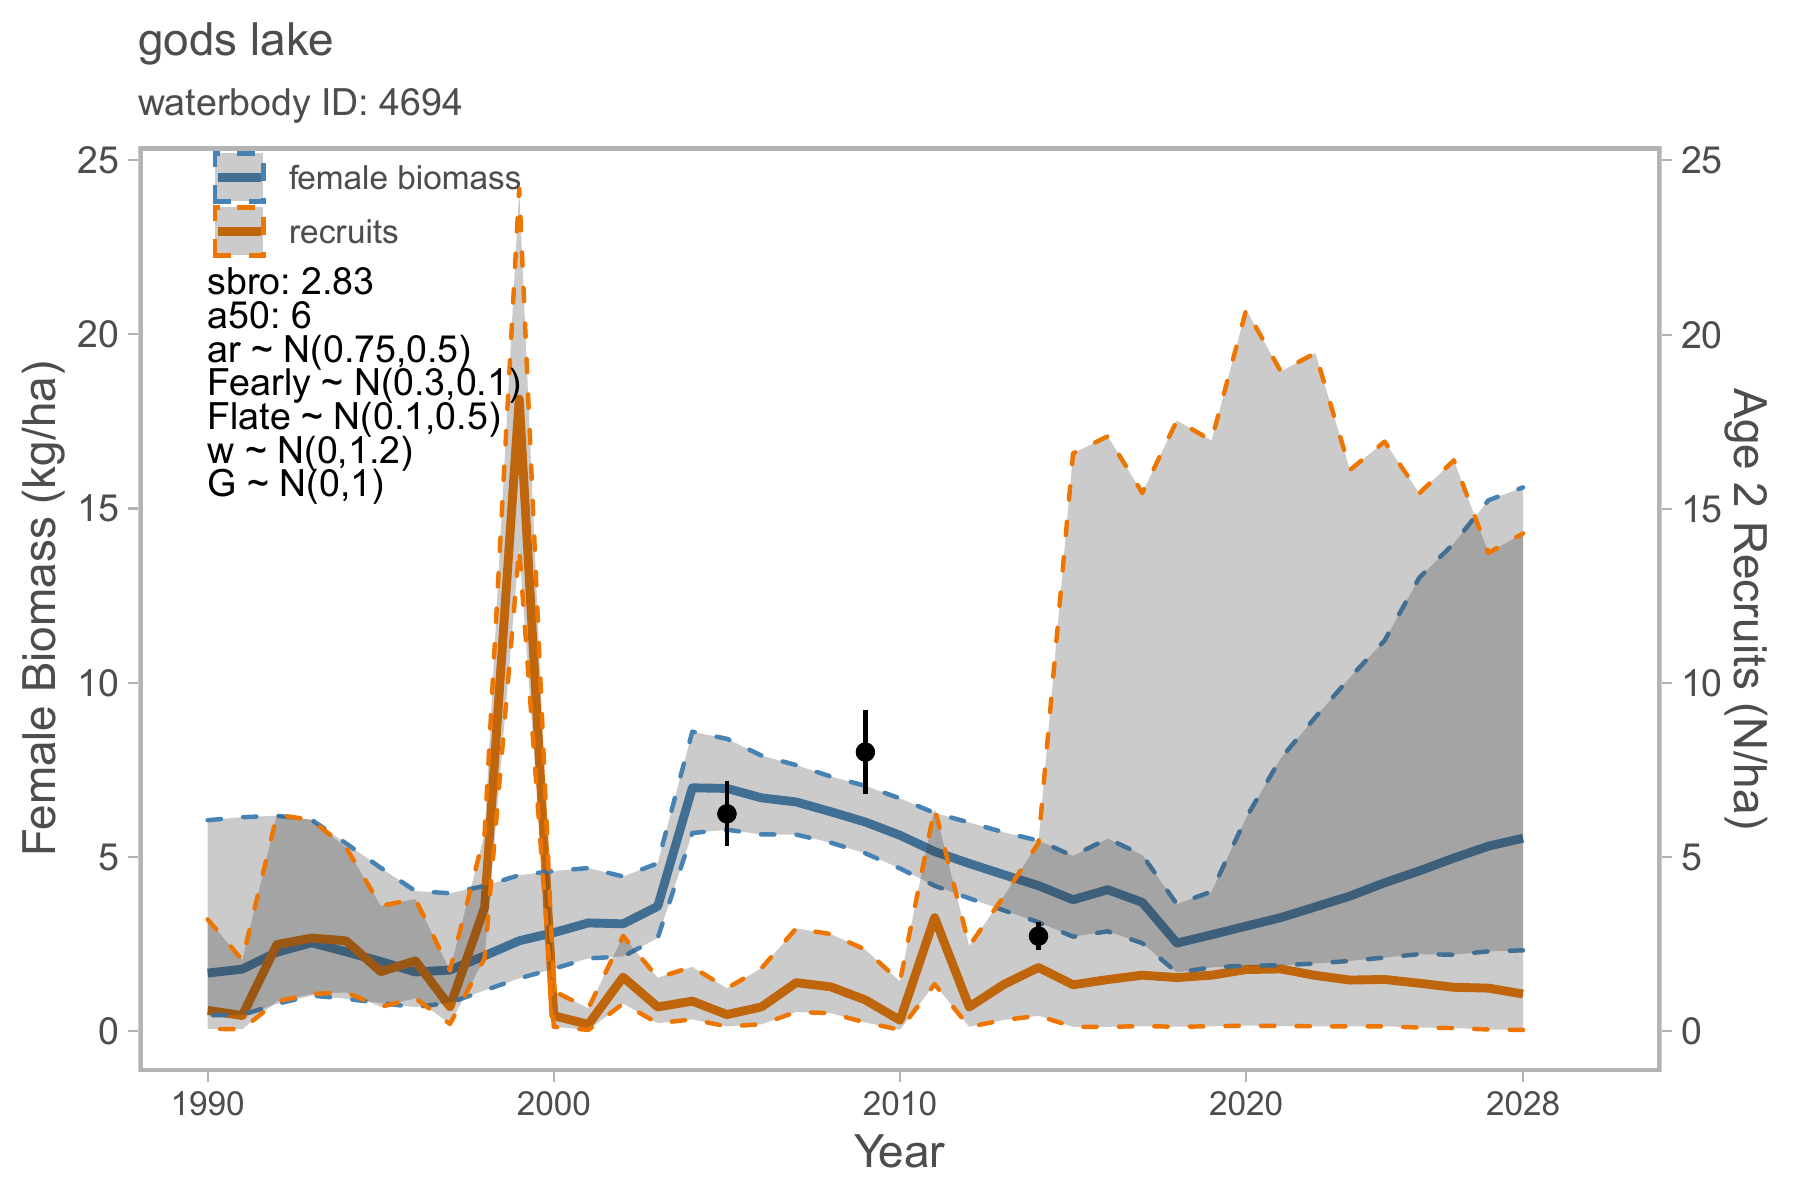 gods lake
waterbody ID: 4694
female biomass
recruits
sbro: 2.83
a50: 6
ar ~ N(0.75,0.5)
Fearly ~ N(0.3,0.1)
Flate ~ N(0.1,0.5)
w ~ N(0,1.2)
G ~ N(0,1)
Female Biomass (kg/ha)
25
20
15
10
5
0
25
20
15
10
5
0
Age 2 Recruits (N/ha)
1990
2000
2010
2020
2028
Year